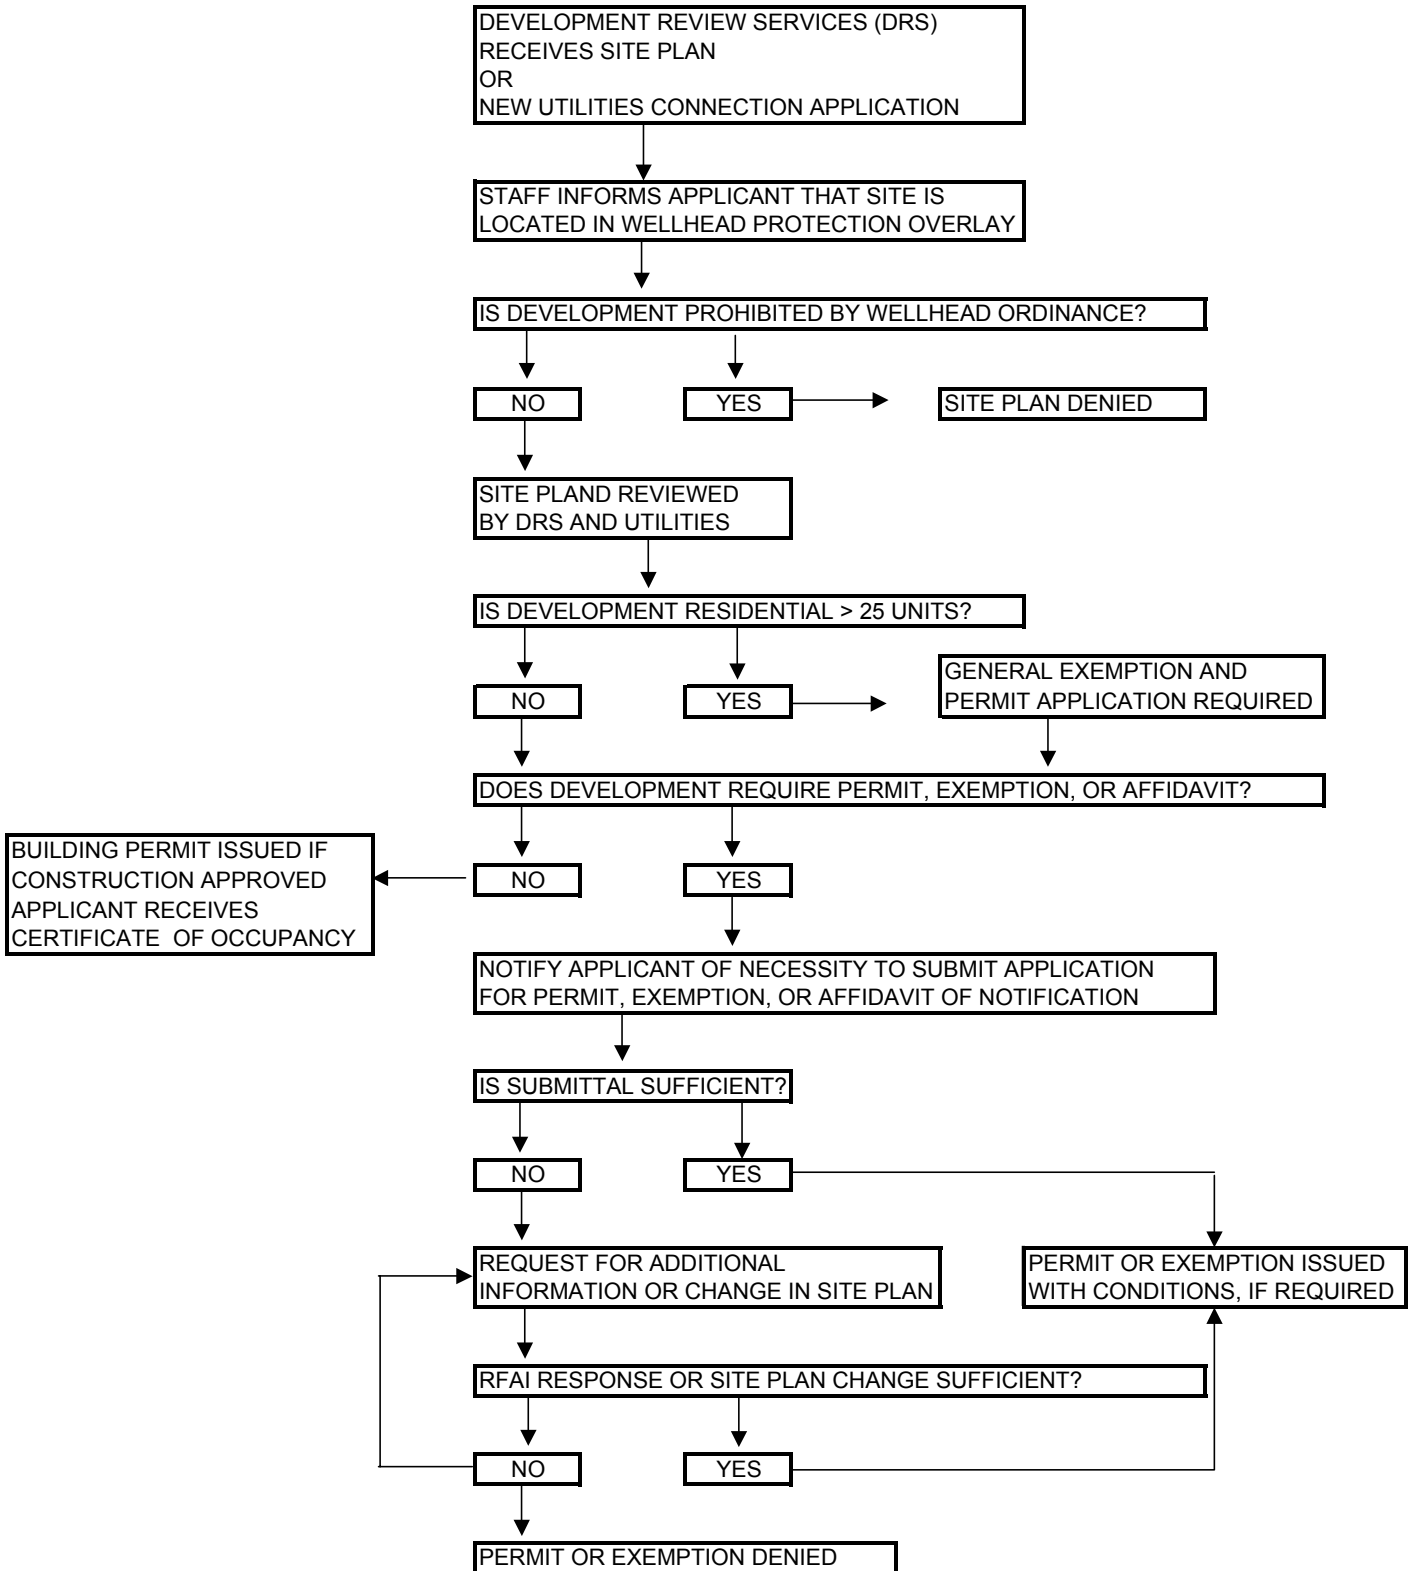 DEVELOPMENT REVIEW SERVICES (DRS)
RECEIVES SITE PLAN
OR
NEW UTILITIES CONNECTION APPLICATION
STAFF INFORMS APPLICANT THAT SITE IS
LOCATED IN WELLHEAD PROTECTION OVERLAY
IS DEVELOPMENT PROHIBITED BY WELLHEAD ORDINANCE?
NO
YES
SITE PLAN DENIED
SITE PLAND REVIEWED
BY DRS AND UTILITIES
IS DEVELOPMENT RESIDENTIAL > 25 UNITS?
NO
YES
GENERAL EXEMPTION AND
PERMIT APPLICATION REQUIRED
DOES DEVELOPMENT REQUIRE PERMIT, EXEMPTION, OR AFFIDAVIT?
BUILDING PERMIT ISSUED IF
CONSTRUCTION APPROVED
APPLICANT RECEIVES
CERTIFICATE OF OCCUPANCY
NO
YES
NOTIFY APPLICANT OF NECESSITY TO SUBMIT APPLICATION
FOR PERMIT, EXEMPTION, OR AFFIDAVIT OF NOTIFICATION
IS SUBMITTAL SUFFICIENT?
NO
YES
REQUEST FOR ADDITIONAL
INFORMATION OR CHANGE IN SITE PLAN
PERMIT OR EXEMPTION ISSUED
WITH CONDITIONS, IF REQUIRED
RFAI RESPONSE OR SITE PLAN CHANGE SUFFICIENT?
NO
YES
PERMIT OR EXEMPTION DENIED